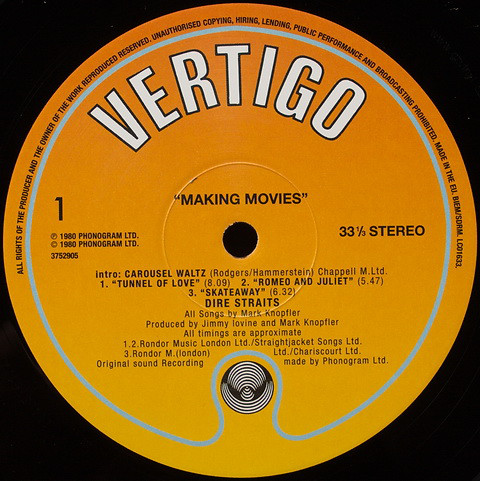 ALL RIGHTS OF THE PRODUCER AND THE OWNER OF THE WORK REPRODUCED RESERVED. UNAUTHORISED COPYING, HIRING, LENDING, PUBLIC PERFORMANCE AND BROADCASTING PROHIBITED. MADE IN THE EU. BIEM/SDRM. LC01633.
VERTIGO
1
"MAKING MOVIES"
℗ 1980 PHONOGRAM LTD.
© 1980 PHONOGRAM LTD.
3752905
33 ⅓ STEREO
intro: CAROUSEL WALTZ (Rodgers/Hammerstein) Chappell M.Ltd.
1. "TUNNEL OF LOVE" (8.09) 2. "ROMEO AND JULIET" (5.47)
3. "SKATEAWAY" (6.32)
DIRE STRAITS
All Songs by Mark Knopfler
Produced by Jimmy Iovine and Mark Knopfler
All timings are approximate
1.2.Rondor Music London Ltd./Straightjacket Songs Ltd.
3.Rondor M.(london) Ltd./Chariscourt Ltd.
Original sound Recording made by Phonogram Ltd.